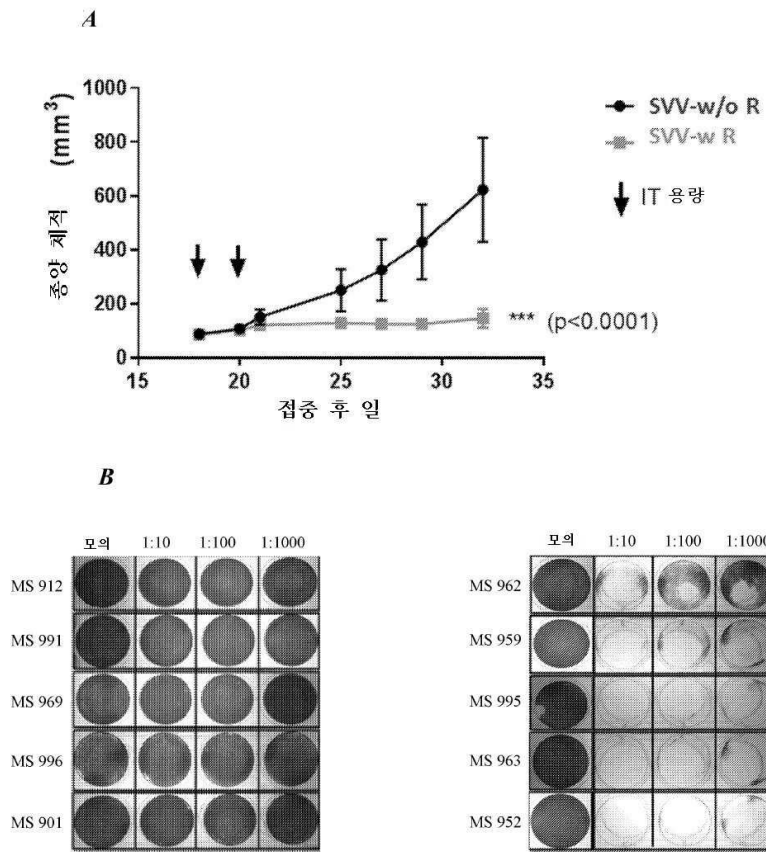 A
종양 체적 (mm³)
1000
800
600
400
200
0
15 20 25 30 35
접종 후 일
SVV-w/o R
SVV-w R
IT 용량
*** (p<0.0001)
B
모의 1:10 1:100 1:1000
MS 912
MS 991
MS 969
MS 996
MS 901
모의 1:10 1:100 1:1000
MS 962
MS 959
MS 995
MS 963
MS 952